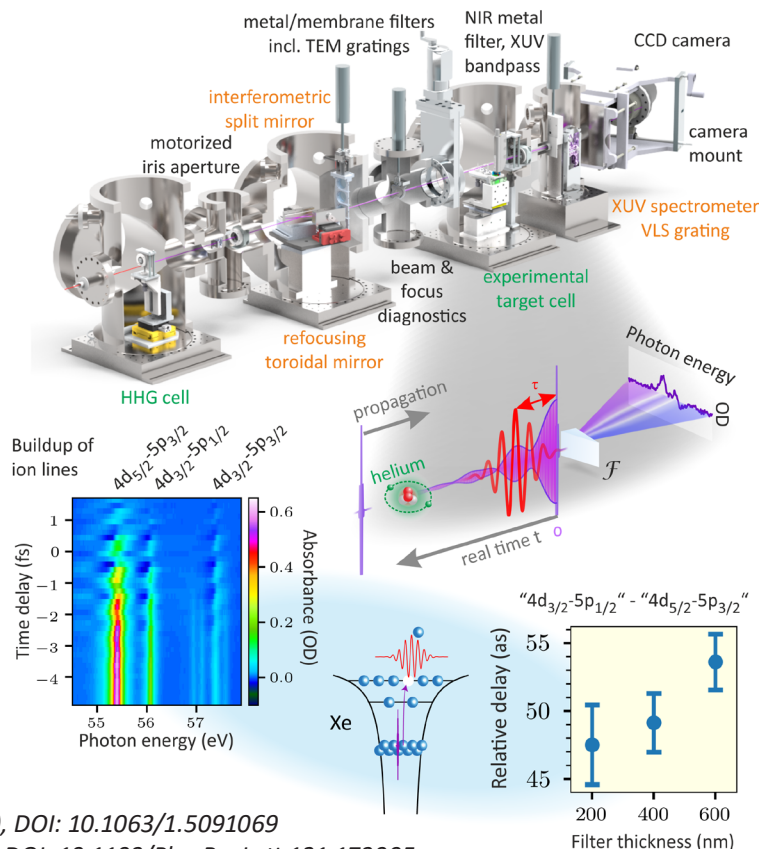 metal/membrane filters
incl. TEM gratings
NIR metal
filter, XUV
bandpass
CCD camera
interferometric
split mirror
motorized
iris aperture
camera
mount
XUV spectrometer
VLS grating
beam &
focus
diagnostics
experimental
target cell
refocusing
toroidal mirror
HHG cell
Photon energy
OD
τ
propagation
helium
ℱ
real time t
0
Buildup of
ion lines
4d5/2-5p3/2
4d3/2-5p1/2
4d3/2-5p3/2
Time delay (fs)
1
0
−1
−2
−3
−4
55
56
57
Photon energy (eV)
0.6
0.4
0.2
0.0
Absorbance (OD)
Xe
“4d3/2-5p1/2“ - “4d5/2-5p3/2“
Relative delay (as)
55
50
45
200
400
600
Filter thickness (nm)
), DOI: 10.1063/1.5091069